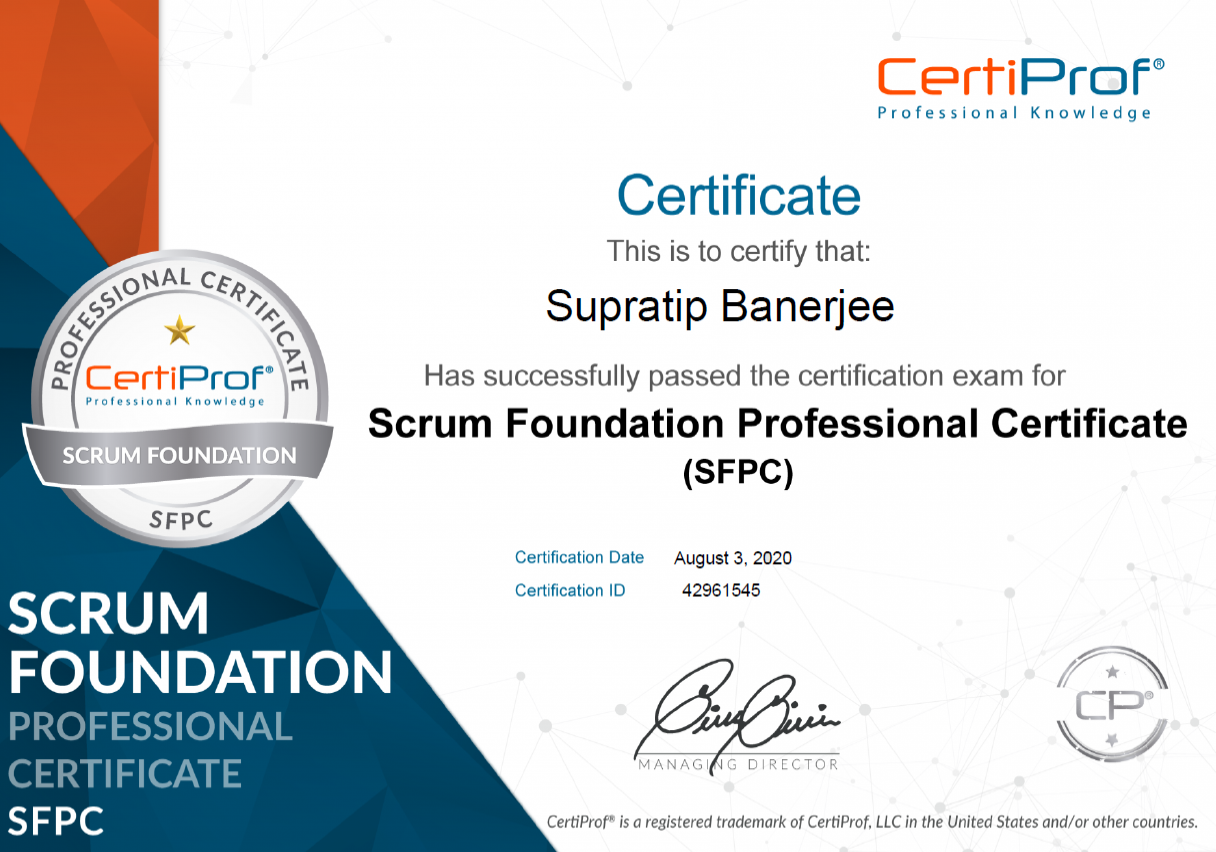 CertiProf®
Professional Knowledge
Certificate
This is to certify that:
Supratip Banerjee
Has successfully passed the certification exam for
Scrum Foundation Professional Certificate
(SFPC)
Certification Date August 3, 2020
Certification ID 42961545
MANAGING DIRECTOR
CP®
CertiProf® is a registered trademark of CertiProf, LLC in the United States and/or other countries.
PROFESSIONAL CERTIFICATE
CertiProf®
Professional Knowledge
SCRUM FOUNDATION
SFPC
SCRUM
FOUNDATION
PROFESSIONAL
CERTIFICATE
SFPC